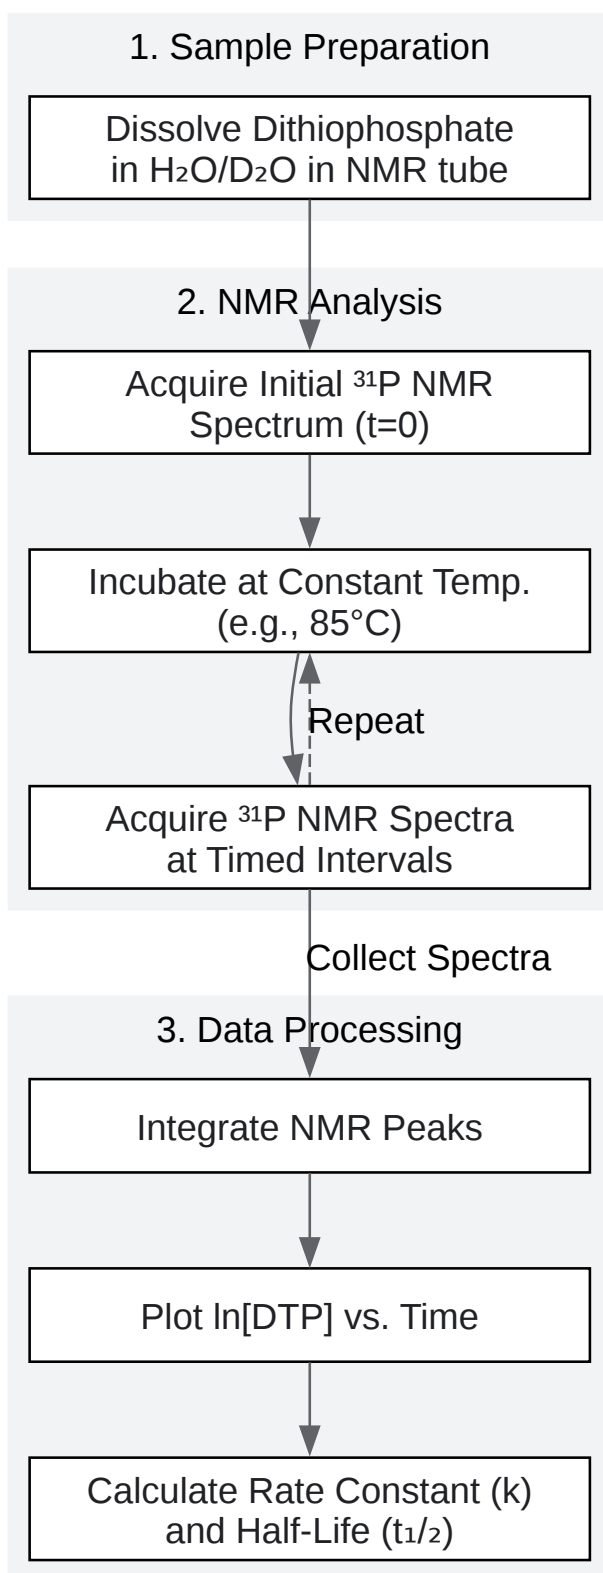 1. Sample Preparation
Dissolve Dithiophosphate
in H₂O/D₂O in NMR tube
2. NMR Analysis
Acquire Initial ³¹P NMR
Spectrum (t=0)
Incubate at Constant Temp.
(e.g., 85°C)
Repeat
Acquire ³¹P NMR Spectra
at Timed Intervals
Collect Spectra
3. Data Processing
Integrate NMR Peaks
Plot ln[DTP] vs. Time
Calculate Rate Constant (k)
and Half-Life (t₁/₂)